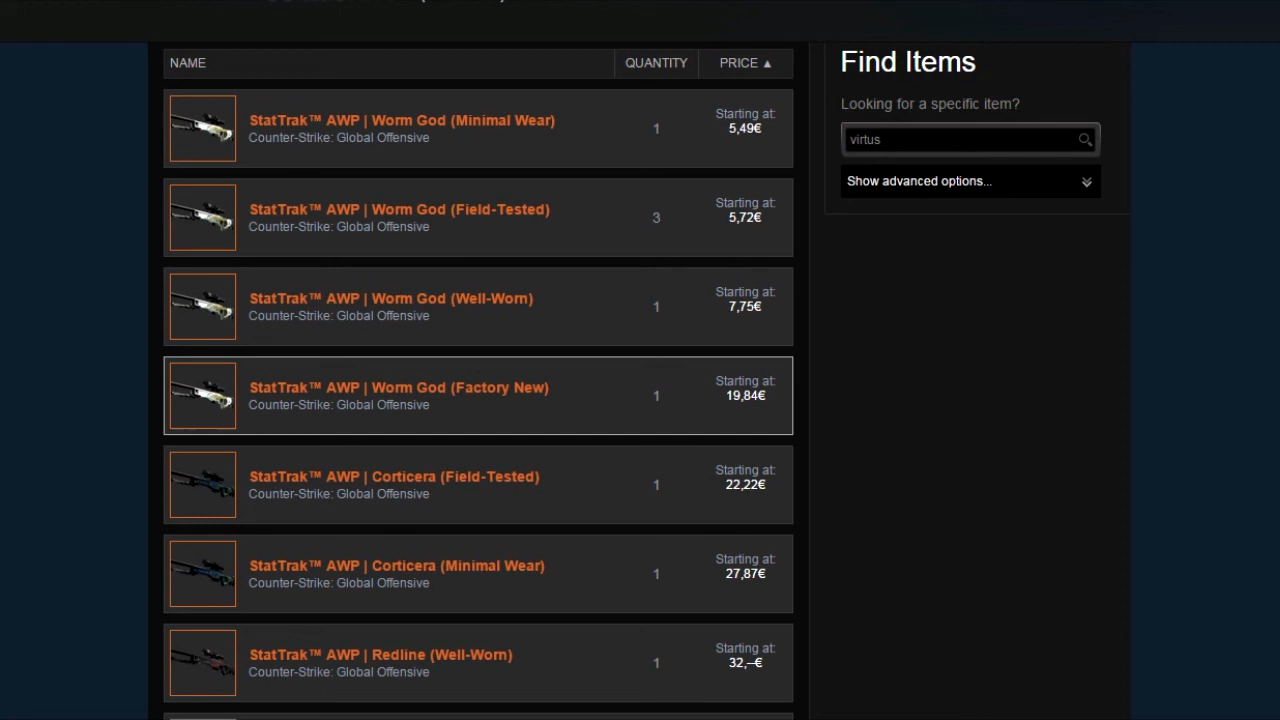 NAME QUANTITY PRICE ▲
StatTrak™ AWP | Worm God (Minimal Wear)
Counter-Strike: Global Offensive
1
Starting at:
5,49€
StatTrak™ AWP | Worm God (Field-Tested)
Counter-Strike: Global Offensive
3
Starting at:
5,72€
StatTrak™ AWP | Worm God (Well-Worn)
Counter-Strike: Global Offensive
1
Starting at:
7,75€
StatTrak™ AWP | Worm God (Factory New)
Counter-Strike: Global Offensive
1
Starting at:
19,84€
StatTrak™ AWP | Corticera (Field-Tested)
Counter-Strike: Global Offensive
1
Starting at:
22,22€
StatTrak™ AWP | Corticera (Minimal Wear)
Counter-Strike: Global Offensive
1
Starting at:
27,87€
StatTrak™ AWP | Redline (Well-Worn)
Counter-Strike: Global Offensive
1
Starting at:
32,--€
Find Items
Looking for a specific item?
virtus
Show advanced options...